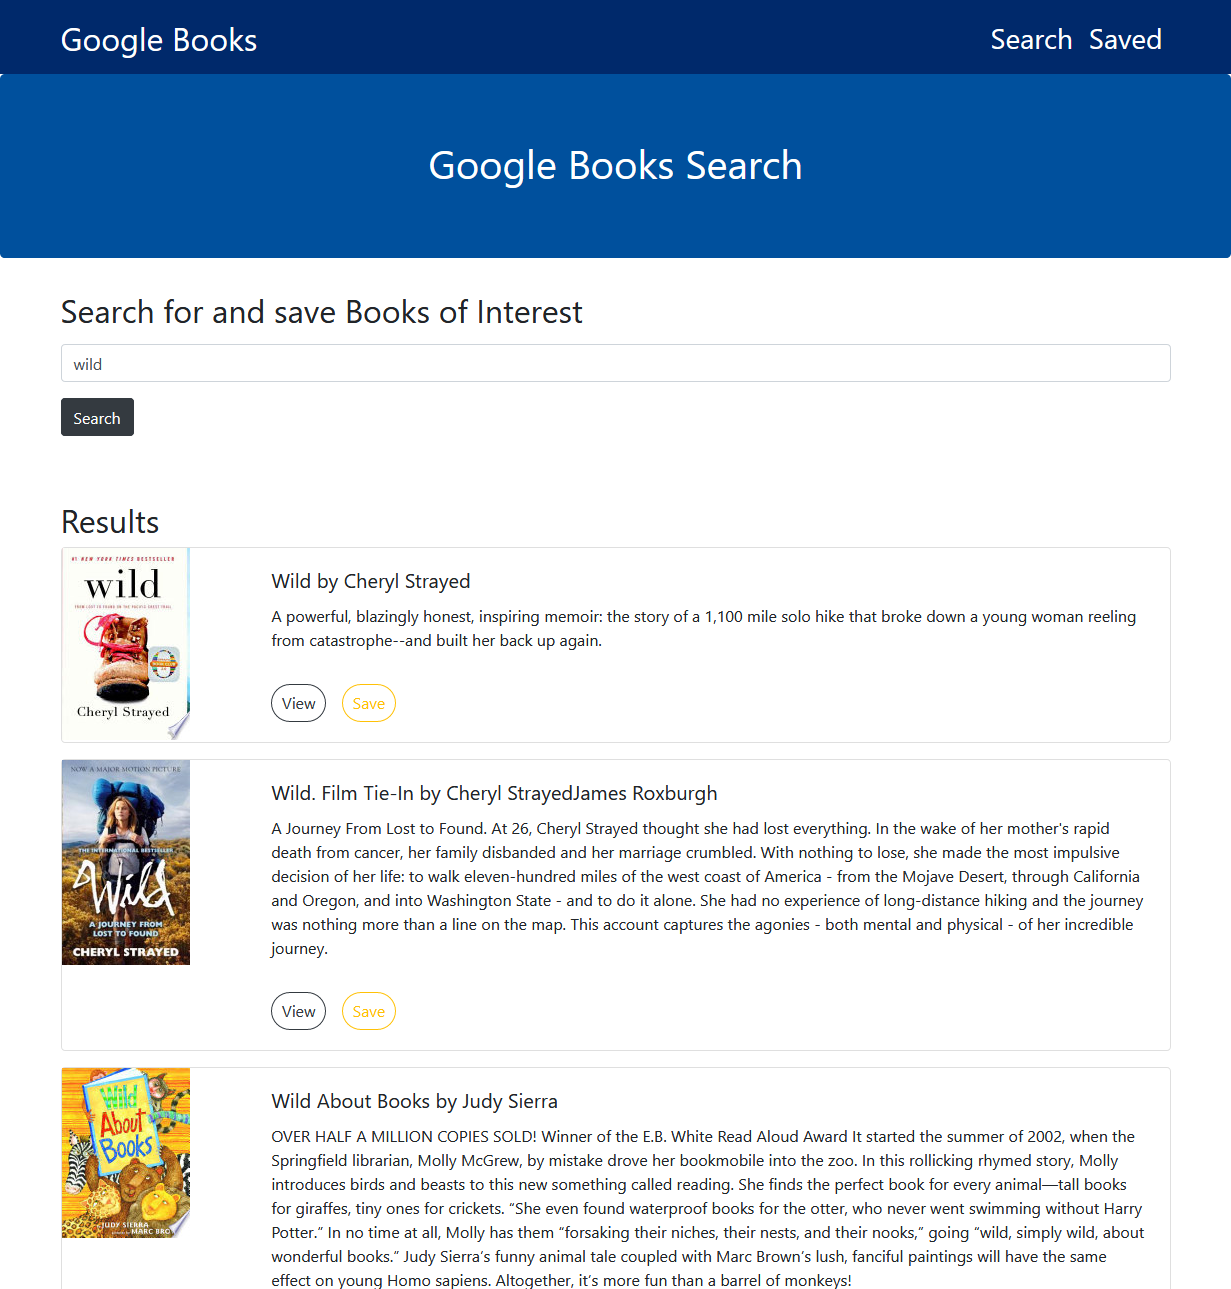 Google Books
Search Saved
Google Books Search
Search for and save Books of Interest
wild
Search
Results
#1 NEW YORK TIMES BESTSELLER
wild
FROM LOST TO FOUND ON THE PACIFIC CREST TRAIL
Cheryl Strayed
Wild by Cheryl Strayed
A powerful, blazingly honest, inspiring memoir: the story of a 1,100 mile solo hike that broke down a young woman reeling
from catastrophe--and built her back up again.
View Save
NOW A MAJOR MOTION PICTURE
THE INTERNATIONAL BESTSELLER
Wild
A JOURNEY FROM
LOST TO FOUND
CHERYL STRAYED
Wild. Film Tie-In by Cheryl StrayedJames Roxburgh
A Journey From Lost to Found. At 26, Cheryl Strayed thought she had lost everything. In the wake of her mother's rapid
death from cancer, her family disbanded and her marriage crumbled. With nothing to lose, she made the most impulsive
decision of her life: to walk eleven-hundred miles of the west coast of America - from the Mojave Desert, through California
and Oregon, and into Washington State - and to do it alone. She had no experience of long-distance hiking and the journey
was nothing more than a line on the map. This account captures the agonies - both mental and physical - of her incredible
journey.
View Save
Wild
About
Books
JUDY SIERRA
MARC BRO
Wild About Books by Judy Sierra
OVER HALF A MILLION COPIES SOLD! Winner of the E.B. White Read Aloud Award It started the summer of 2002, when the
Springfield librarian, Molly McGrew, by mistake drove her bookmobile into the zoo. In this rollicking rhymed story, Molly
introduces birds and beasts to this new something called reading. She finds the perfect book for every animal—tall books
for giraffes, tiny ones for crickets. “She even found waterproof books for the otter, who never went swimming without Harry
Potter.” In no time at all, Molly has them “forsaking their niches, their nests, and their nooks,” going “wild, simply wild, about
wonderful books.” Judy Sierra’s funny animal tale coupled with Marc Brown’s lush, fanciful paintings will have the same
effect on young Homo sapiens. Altogether, it’s more fun than a barrel of monkeys!